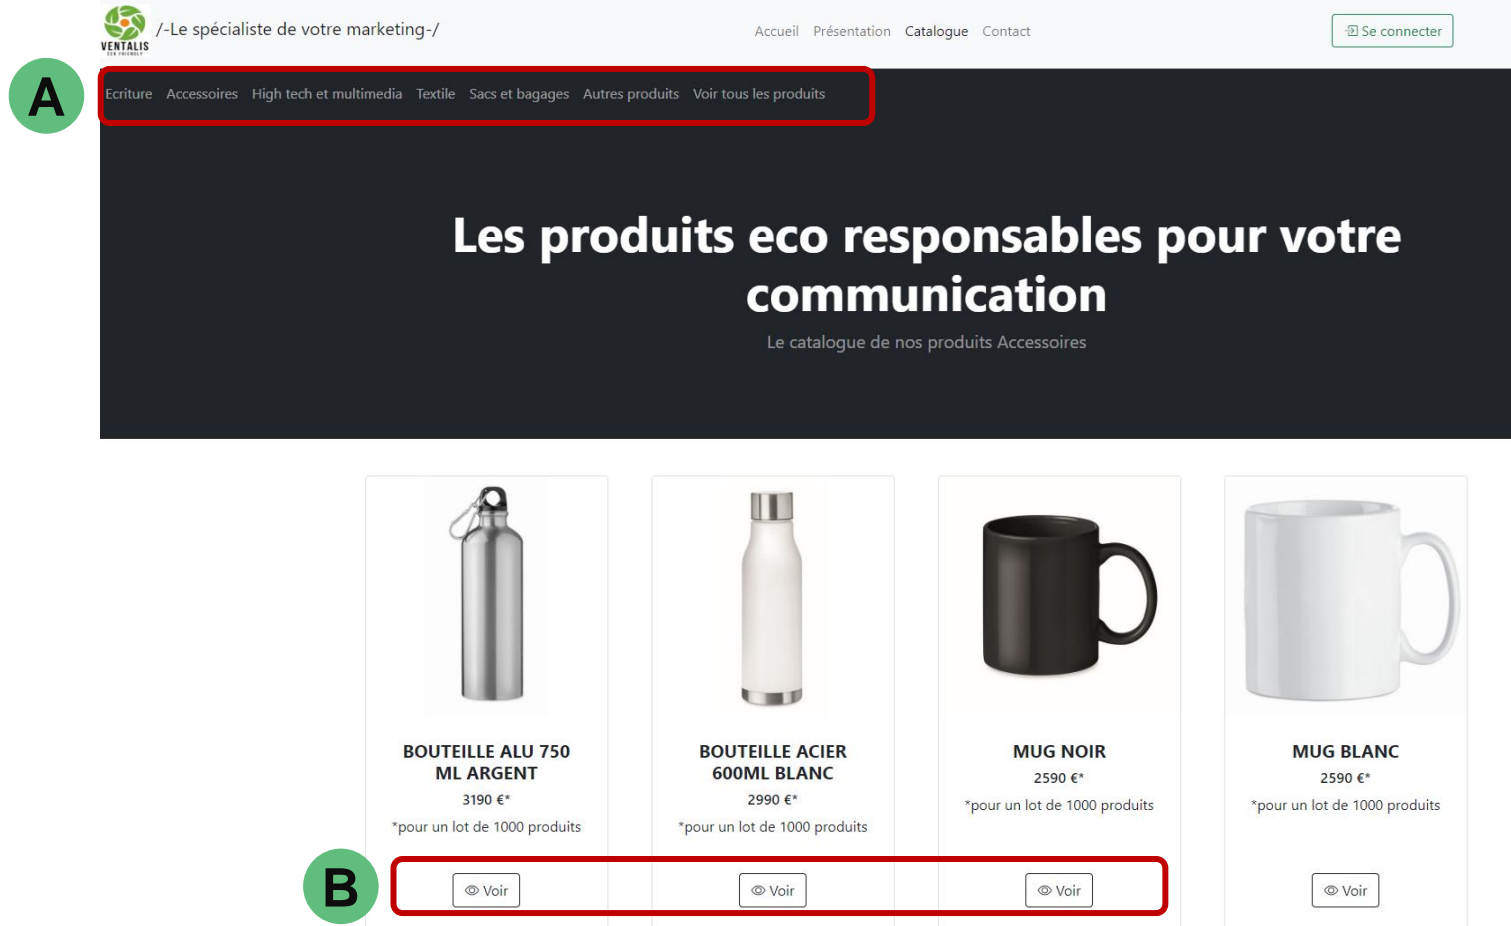 VENTALIS
ECO FRIENDLY
/-Le spécialiste de votre marketing-/
Accueil Présentation Catalogue Contact
Se connecter
A
Ecriture Accessoires High tech et multimedia Textile Sacs et bagages Autres produits Voir tous les produits
Les produits eco responsables pour votre
communication
Le catalogue de nos produits Accessoires
BOUTEILLE ALU 750
ML ARGENT
3190 €*
*pour un lot de 1000 produits
BOUTEILLE ACIER
600ML BLANC
2990 €*
*pour un lot de 1000 produits
MUG NOIR
2590 €*
*pour un lot de 1000 produits
MUG BLANC
2590 €*
*pour un lot de 1000 produits
B
Voir
Voir
Voir
Voir